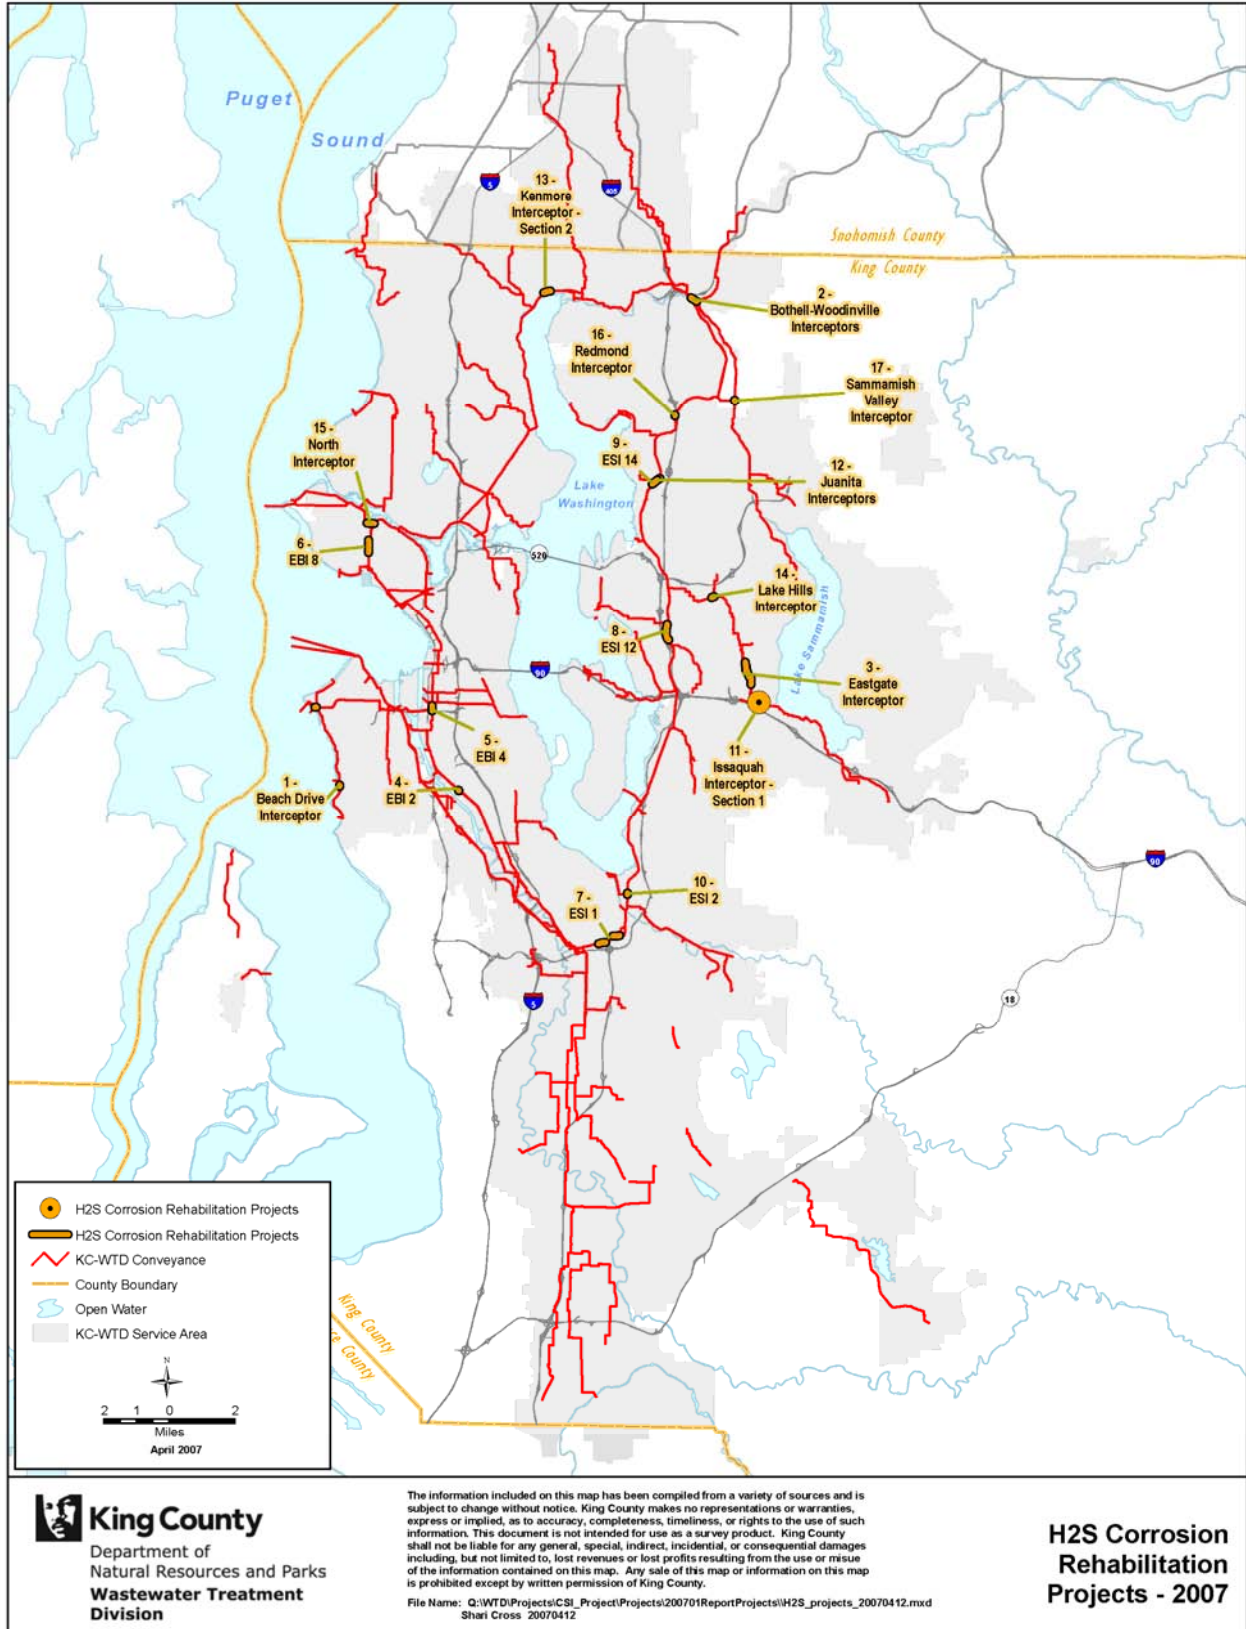 Puget
Sound
5
405
13 -
Kenmore
Interceptor -
Section 2
Snohomish County
King County
2 -
Bothell-Woodinville
Interceptors
16 -
Redmond
Interceptor
17 -
Sammamish
Valley
Interceptor
15 -
North
Interceptor
9 -
ESI 14
12 -
Juanita
Interceptors
Lake
Washington
6 -
EBI 8
520
14 -
Lake Hills
Interceptor
Lake Sammamish
8 -
ESI 12
90
3 -
Eastgate
Interceptor
5 -
EBI 4
11 -
Issaquah
Interceptor -
Section 1
1 -
Beach Drive
Interceptor
4 -
EBI 2
90
10 -
ESI 2
7 -
ESI 1
5
18
H2S Corrosion Rehabilitation Projects
H2S Corrosion Rehabilitation Projects
KC-WTD Conveyance
County Boundary
Open Water
KC-WTD Service Area
N
2 1 0 2
Miles
April 2007
King County
ce County
King County
Department of
Natural Resources and Parks
Wastewater Treatment
Division
The information included on this map has been compiled from a variety of sources and is
subject to change without notice. King County makes no representations or warranties,
express or implied, as to accuracy, completeness, timeliness, or rights to the use of such
information. This document is not intended for use as a survey product. King County
shall not be liable for any general, special, indirect, incidental, or consequential damages
including, but not limited to, lost revenues or lost profits resulting from the use or misue
of the information contained on this map. Any sale of this map or information on this map
is prohibited except by written permission of King County.
File Name: Q:\WTD\Projects\CSI_Project\Projects\200701ReportProjects\\H2S_projects_20070412.mxd
Shari Cross 20070412
H2S Corrosion
Rehabilitation
Projects - 2007